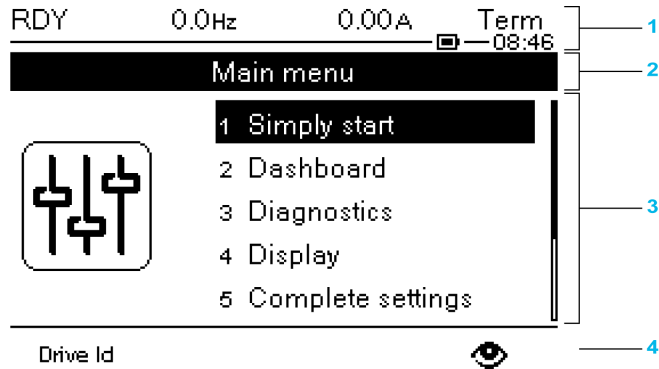 RDY 0.0Hz 0.00A Term 1
08:46
Main menu 2
1 Simply start
2 Dashboard
3 Diagnostics 3
4 Display
5 Complete settings
Drive Id 4